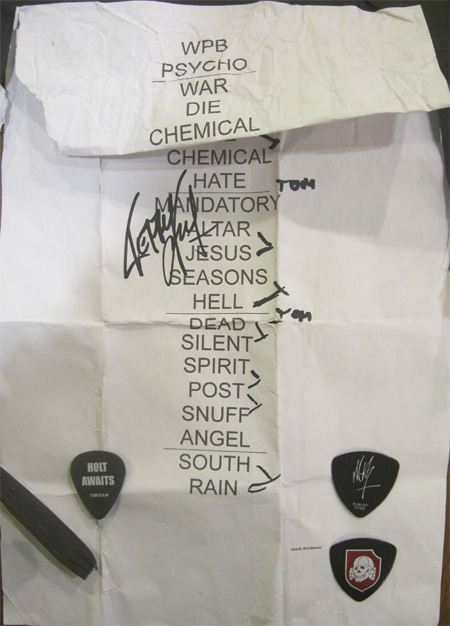 WPB
PSYCHO
WAR
DIE
CHEMICAL
CHEMICAL
HATE TOM
MANDATORY
ALTAR
JESUS
SEASONS
HELL
DEAD TOM
SILENT
SPIRIT
POST
SNUFF
ANGEL
SOUTH
RAIN
HOLT
AWAITS
TORTEX